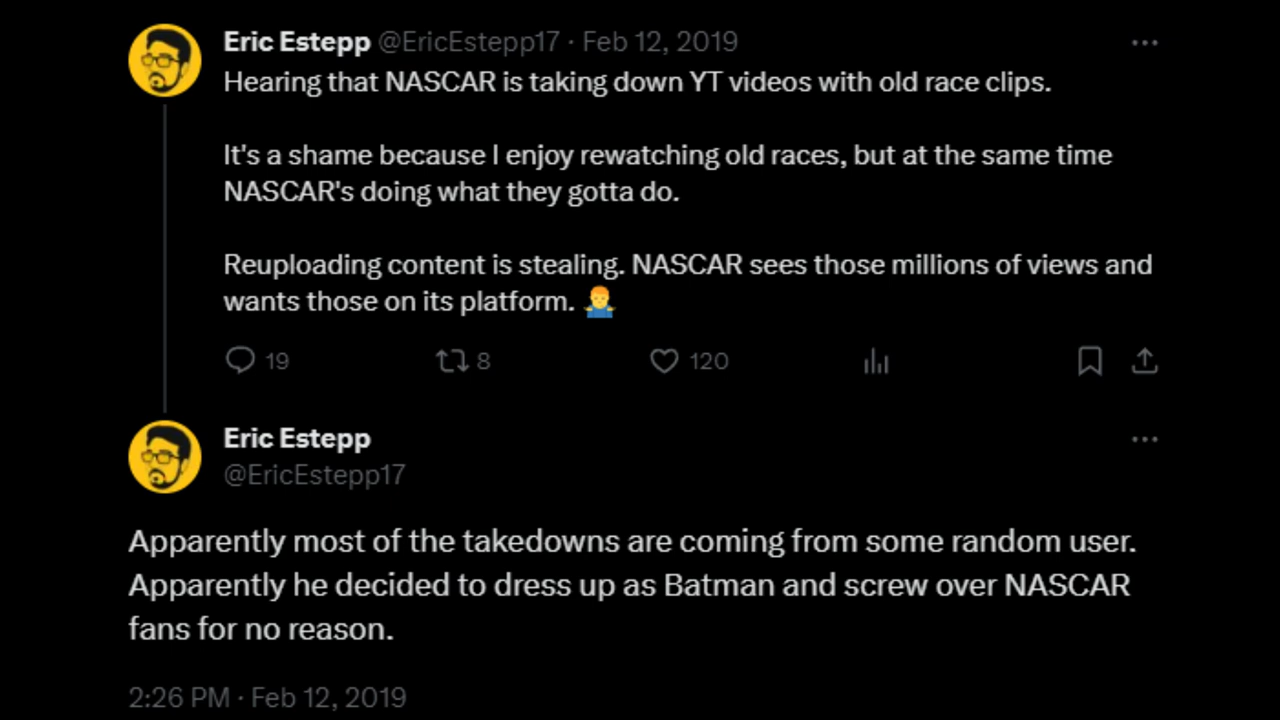 Eric Estepp @EricEstepp17 · Feb 12, 2019
Hearing that NASCAR is taking down YT videos with old race clips.
It's a shame because I enjoy rewatching old races, but at the same time
NASCAR's doing what they gotta do.
Reuploading content is stealing. NASCAR sees those millions of views and
wants those on its platform. 🤷‍♂️
19 8 120
Eric Estepp
@EricEstepp17
Apparently most of the takedowns are coming from some random user.
Apparently he decided to dress up as Batman and screw over NASCAR
fans for no reason.
2:26 PM · Feb 12, 2019